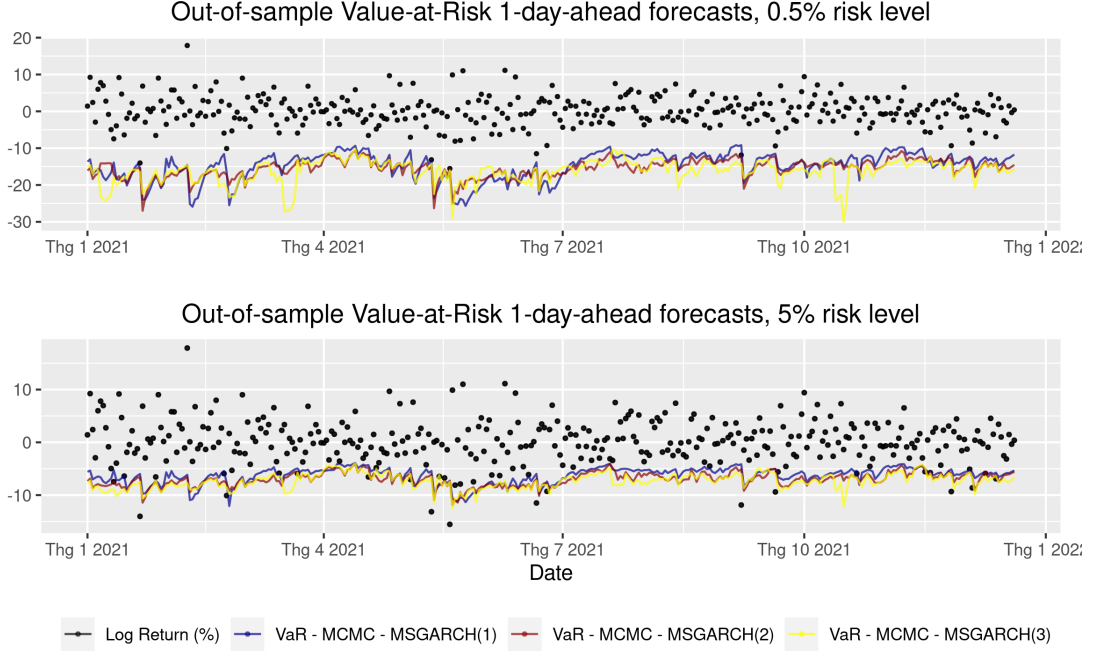 Out-of-sample Value-at-Risk 1-day-ahead forecasts, 0.5% risk level
20
10
0
-10
-20
-30
Thg 1 2021 Thg 4 2021 Thg 7 2021 Thg 10 2021 Thg 1 2022
Out-of-sample Value-at-Risk 1-day-ahead forecasts, 5% risk level
10
0
-10
Thg 1 2021 Thg 4 2021 Thg 7 2021 Thg 10 2021 Thg 1 2022
Date
Log Return (%) VaR - MCMC - MSGARCH(1) VaR - MCMC - MSGARCH(2) VaR - MCMC - MSGARCH(3)